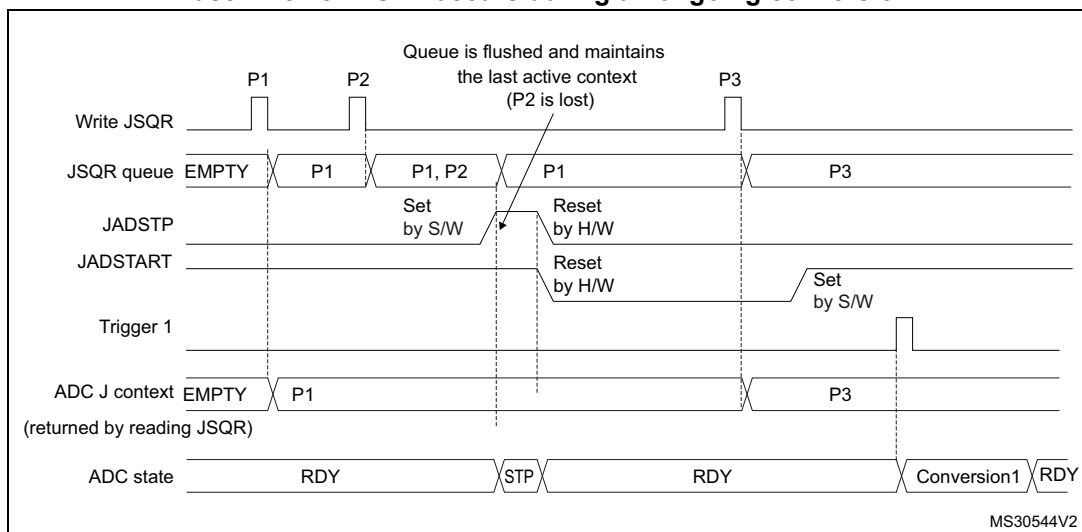 Queue is flushed and maintains
the last active context
(P2 is lost)
P1 P2 P3
Write JSQR
JSQR queue EMPTY P1 P1, P2 P1 P3
Set
by S/W
Reset
by H/W
JADSTP
JADSTART
Reset
by H/W
Set
by S/W
Trigger 1
ADC J context EMPTY P1 P3
(returned by reading JSQR)
ADC state RDY STP RDY Conversion1 RDY
MS30544V2